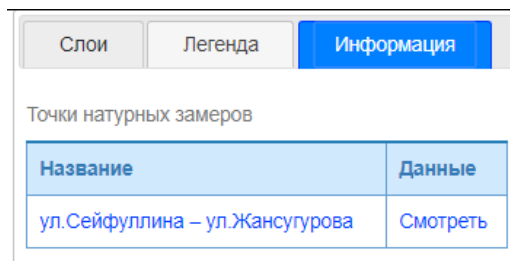 Слои Легенда Информация
Точки натурных замеров
Название Данные
ул.Сейфуллина – ул.Жансугурова Смотреть